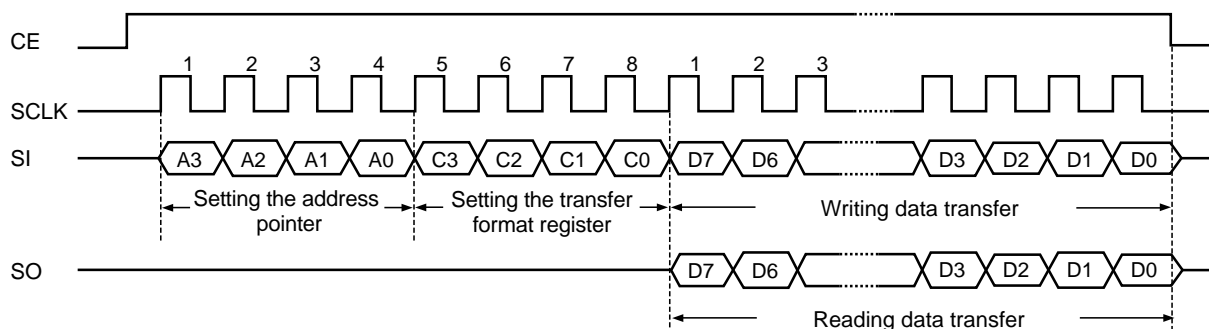 CE
1 2 3 4 5 6 7 8 1 2 3
SCLK
SI A3 A2 A1 A0 C3 C2 C1 C0 D7 D6 D3 D2 D1 D0
Setting the address Setting the transfer Writing data transfer
pointer format register
SO D7 D6 D3 D2 D1 D0
Reading data transfer